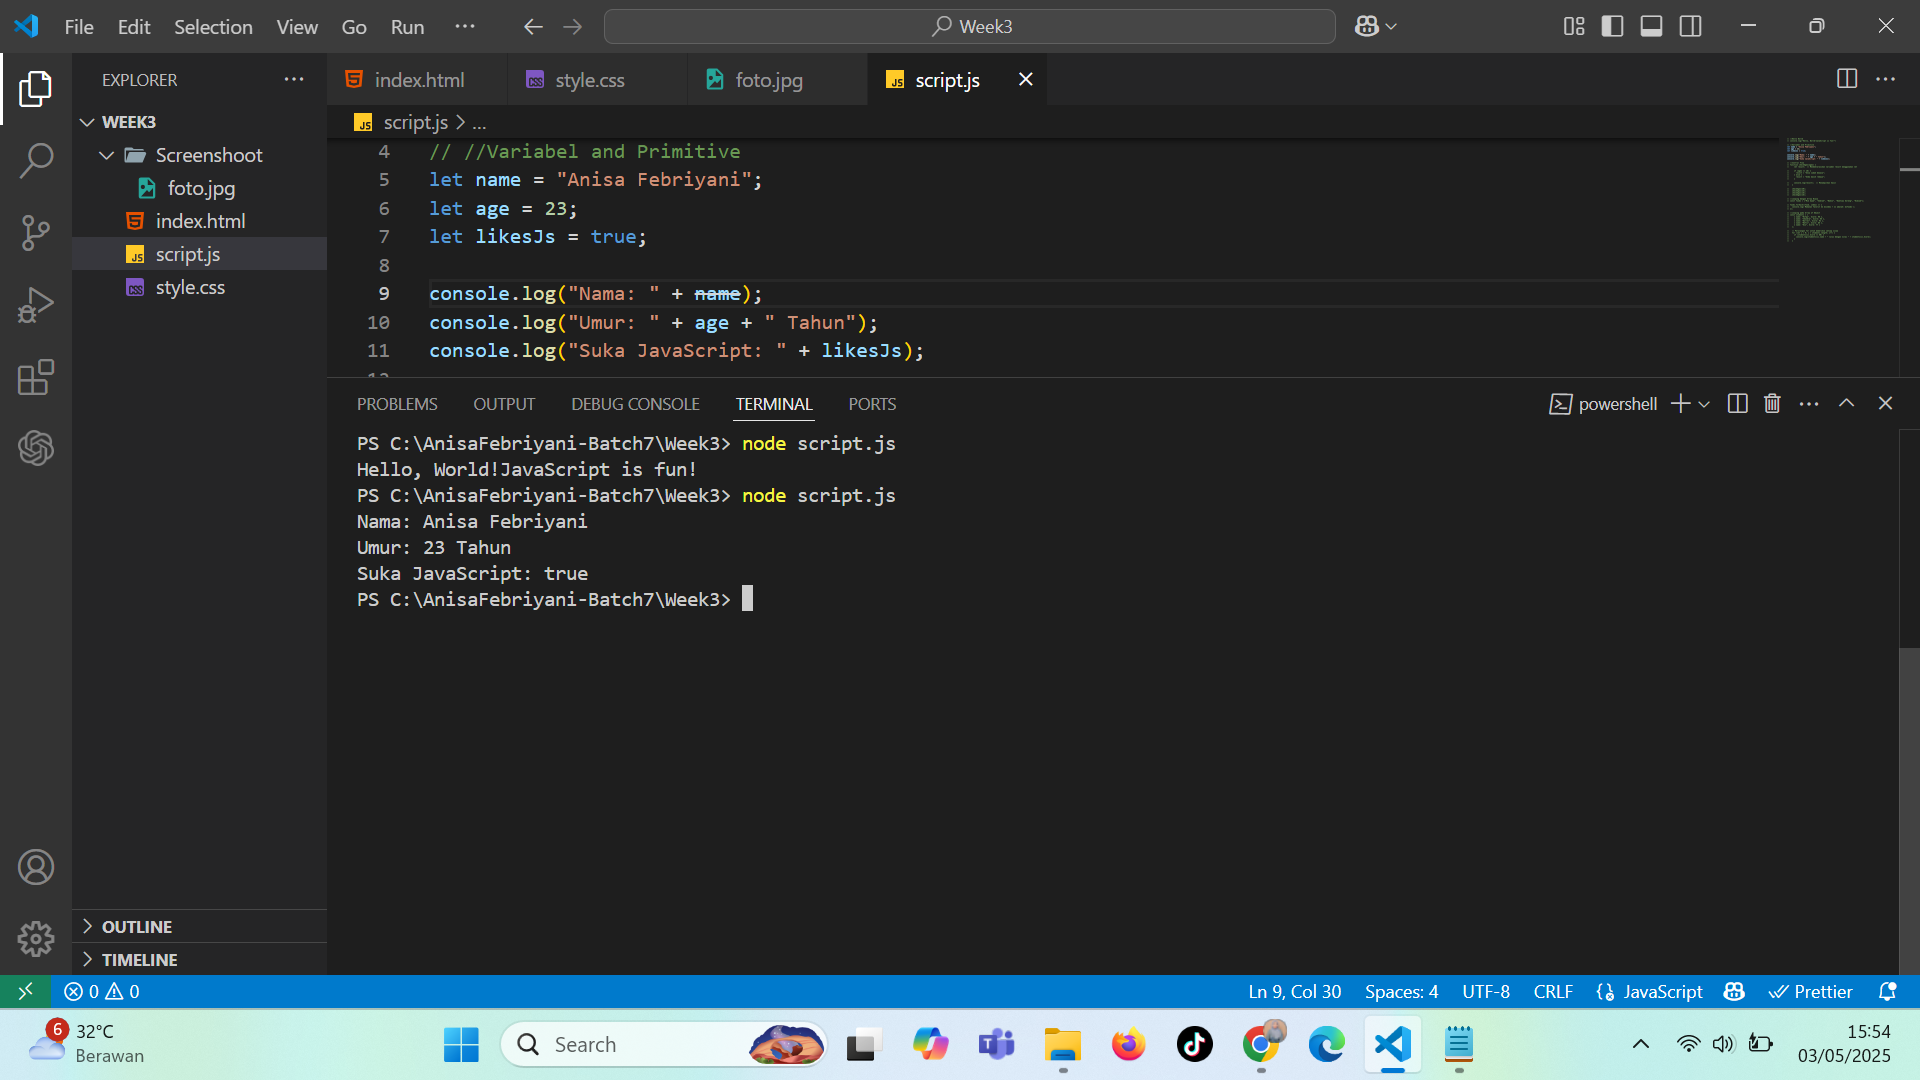 File Edit Selection View Go Run ...
Week3
EXPLORER
index.html
style.css
foto.jpg
script.js
WEEK3
Screenshoot
foto.jpg
index.html
script.js
style.css
script.js > ...
4 // //Variabel and Primitive
5 let name = "Anisa Febriyani";
6 let age = 23;
7 let likesJs = true;
8
9 console.log("Nama: " + name);
10 console.log("Umur: " + age + " Tahun");
11 console.log("Suka JavaScript: " + likesJs);
PROBLEMS OUTPUT DEBUG CONSOLE TERMINAL PORTS
powershell
PS C:\AnisaFebriyani-Batch7\Week3> node script.js
Hello, World!JavaScript is fun!
PS C:\AnisaFebriyani-Batch7\Week3> node script.js
Nama: Anisa Febriyani
Umur: 23 Tahun
Suka JavaScript: true
PS C:\AnisaFebriyani-Batch7\Week3>
OUTLINE
TIMELINE
0 0
Ln 9, Col 30 Spaces: 4 UTF-8 CRLF {} JavaScript Prettier
6
32°C
Berawan
Search
15:54
03/05/2025